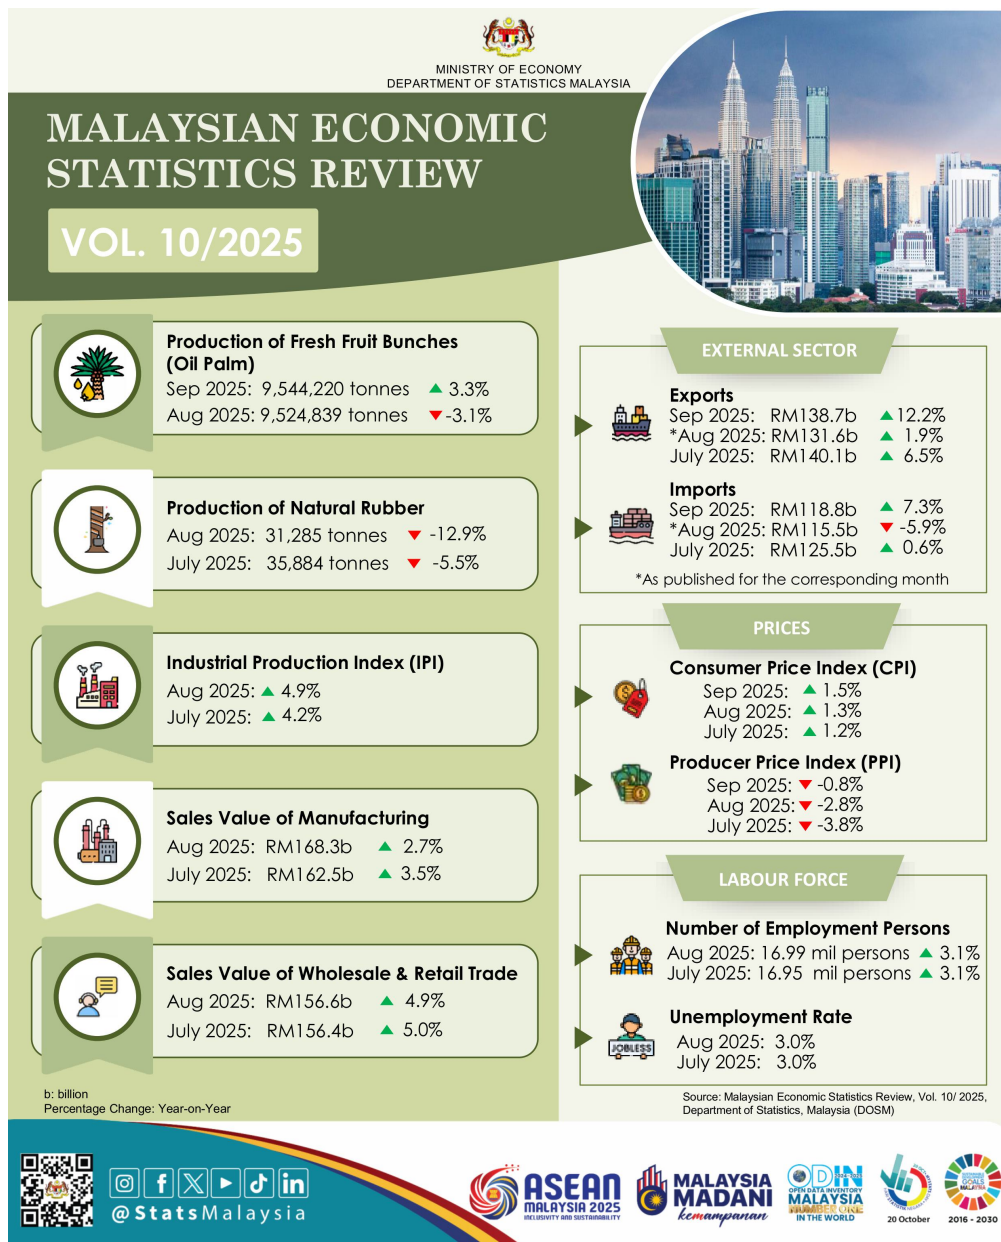 MINISTRY OF ECONOMY
DEPARTMENT OF STATISTICS MALAYSIA
MALAYSIAN ECONOMIC
STATISTICS REVIEW
VOL. 10/2025
Production of Fresh Fruit Bunches
(Oil Palm)
Sep 2025: 9,544,220 tonnes ▲ 3.3%
Aug 2025: 9,524,839 tonnes ▼ -3.1%
Production of Natural Rubber
Aug 2025: 31,285 tonnes ▼ -12.9%
July 2025: 35,884 tonnes ▼ -5.5%
Industrial Production Index (IPI)
Aug 2025: ▲ 4.9%
July 2025: ▲ 4.2%
Sales Value of Manufacturing
Aug 2025: RM168.3b ▲ 2.7%
July 2025: RM162.5b ▲ 3.5%
Sales Value of Wholesale & Retail Trade
Aug 2025: RM156.6b ▲ 4.9%
July 2025: RM156.4b ▲ 5.0%
b: billion
Percentage Change: Year-on-Year
EXTERNAL SECTOR
Exports
Sep 2025: RM138.7b ▲ 12.2%
*Aug 2025: RM131.6b ▲ 1.9%
July 2025: RM140.1b ▲ 6.5%
Imports
Sep 2025: RM118.8b ▲ 7.3%
*Aug 2025: RM115.5b ▼ -5.9%
July 2025: RM125.5b ▲ 0.6%
*As published for the corresponding month
PRICES
Consumer Price Index (CPI)
Sep 2025: ▲ 1.5%
Aug 2025: ▲ 1.3%
July 2025: ▲ 1.2%
Producer Price Index (PPI)
Sep 2025: ▼ -0.8%
Aug 2025: ▼ -2.8%
July 2025: ▼ -3.8%
LABOUR FORCE
Number of Employment Persons
Aug 2025: 16.99 mil persons ▲ 3.1%
July 2025: 16.95 mil persons ▲ 3.1%
JOBLESS
Unemployment Rate
Aug 2025: 3.0%
July 2025: 3.0%
Source: Malaysian Economic Statistics Review, Vol. 10/ 2025,
Department of Statistics, Malaysia (DOSM)
@StatsMalaysia
ASEAN
MALAYSIA 2025
INCLUSIVITY AND SUSTAINABILITY
MALAYSIA
MADANI
kemampanan
ODIN
OPEN DATA INVENTORY
MALAYSIA
NUMBER ONE
IN THE WORLD
20 October
2016 - 2030